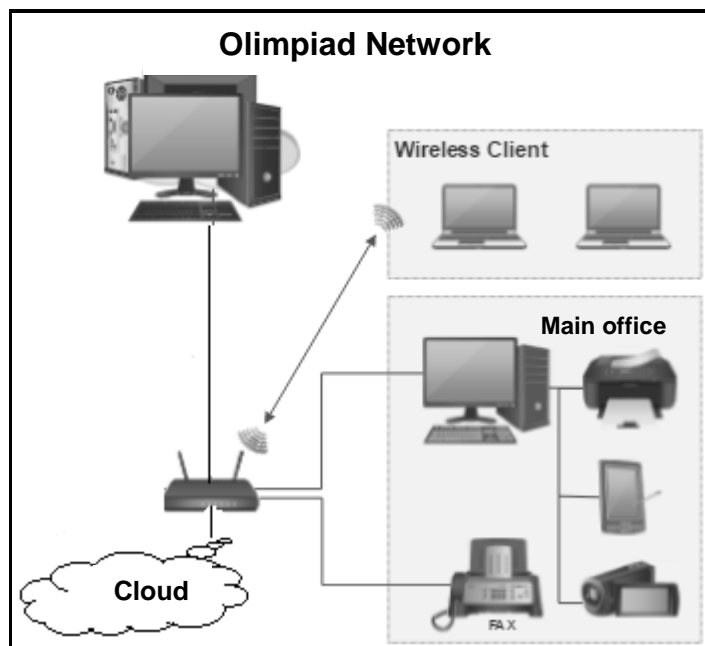 Olimpiad Network
Wireless Client
Main office
Cloud
FAX